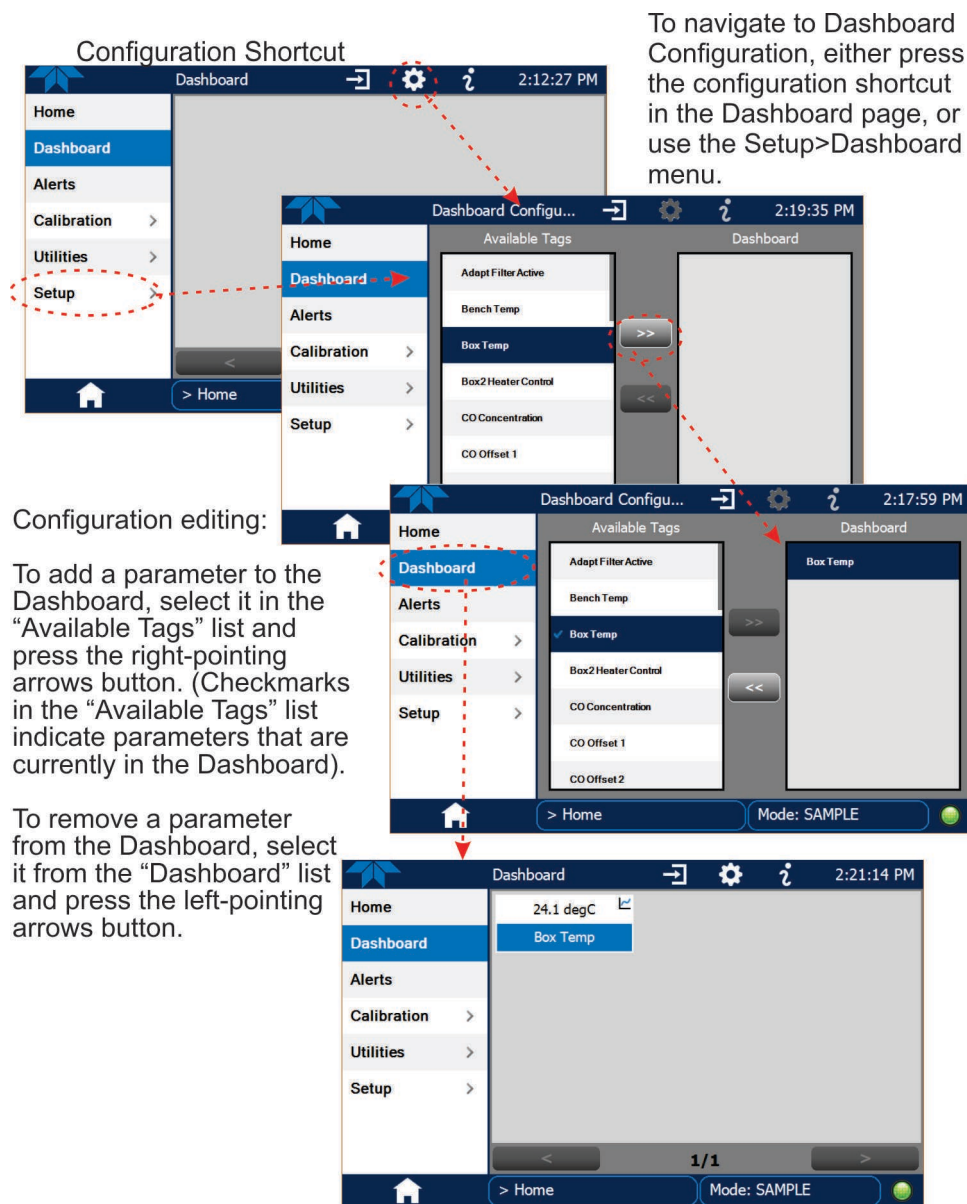 To navigate to Dashboard
Configuration, either press
the configuration shortcut
in the Dashboard page, or
use the Setup>Dashboard
menu.
Configuration Shortcut
Dashboard
2:12:27 PM
Home
Dashboard
Alerts
Calibration >
Utilities >
Setup >
<
> Home
Dashboard Configu...
2:19:35 PM
Available Tags
Dashboard
Home
Dashboard
Alerts
Calibration >
Utilities >
Setup >
Adapt Filter Active
Bench Temp
Box Temp
Box2 Heater Control
CO Concentration
CO Offset 1
>>
<<
Configuration editing:
To add a parameter to the
Dashboard, select it in the
“Available Tags” list and
press the right-pointing
arrows button. (Checkmarks
in the “Available Tags” list
indicate parameters that are
currently in the Dashboard).
To remove a parameter
from the Dashboard, select
it from the “Dashboard” list
and press the left-pointing
arrows button.
Dashboard Configu...
2:17:59 PM
Available Tags
Dashboard
Home
Dashboard
Alerts
Calibration >
Utilities >
Setup >
Adapt Filter Active
Bench Temp
Box Temp
Box2 Heater Control
CO Concentration
CO Offset 1
CO Offset 2
>>
<<
Box Temp
> Home
Mode: SAMPLE
Dashboard
2:21:14 PM
Home
Dashboard
Alerts
Calibration >
Utilities >
Setup >
24.1 degC
Box Temp
< 1/1 >
> Home
Mode: SAMPLE